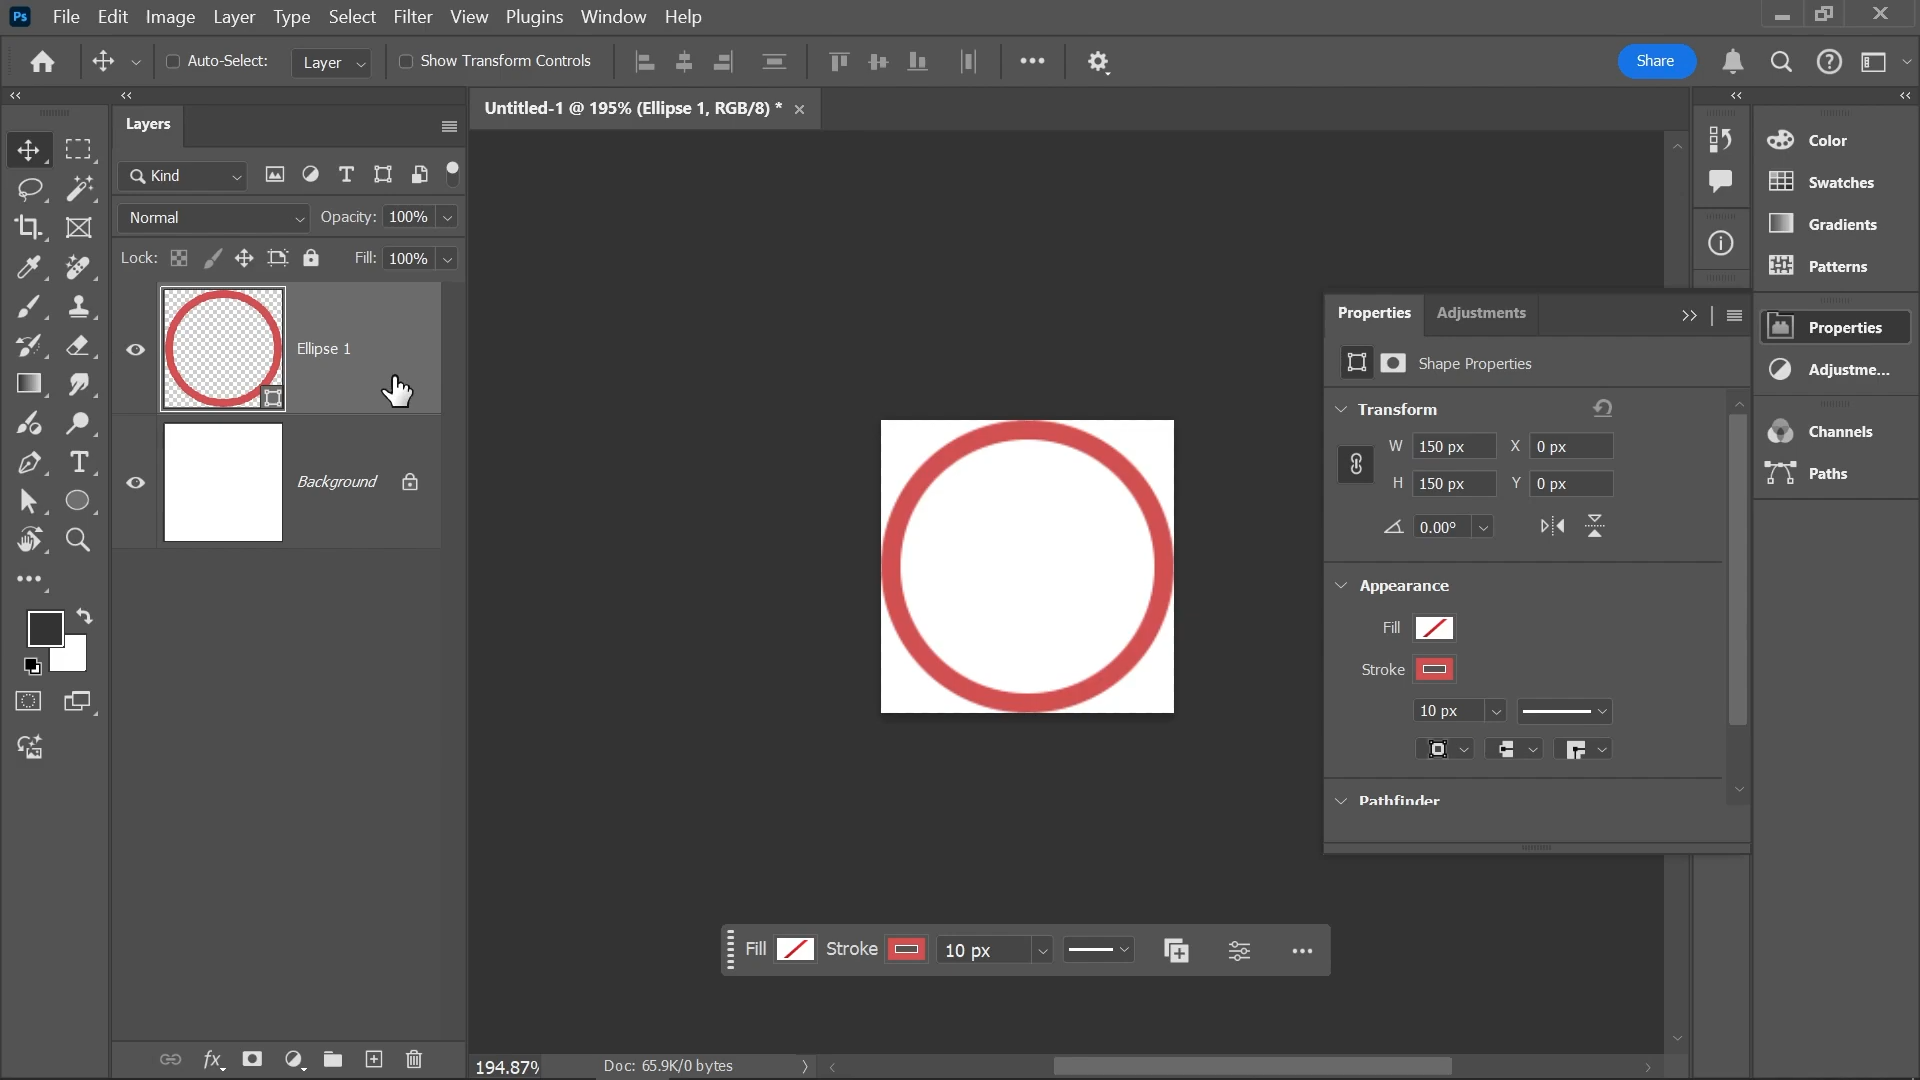 Ps File Edit Image Layer Type Select Filter View Plugins Window Help
Auto-Select: Layer Show Transform Controls Share
Layers
Untitled-1 @ 195% (Ellipse 1, RGB/8) *
Kind
Normal Opacity: 100%
Lock: Fill: 100%
Ellipse 1
Background
Properties Adjustments
Shape Properties
Transform
W 150 px X 0 px
H 150 px Y 0 px
0.00°
Appearance
Fill
Stroke
10 px
Pathfinder
Color
Swatches
Gradients
Patterns
Properties
Adjustme...
Channels
Paths
Fill Stroke 10 px
194.87% Doc: 65.9K/0 bytes